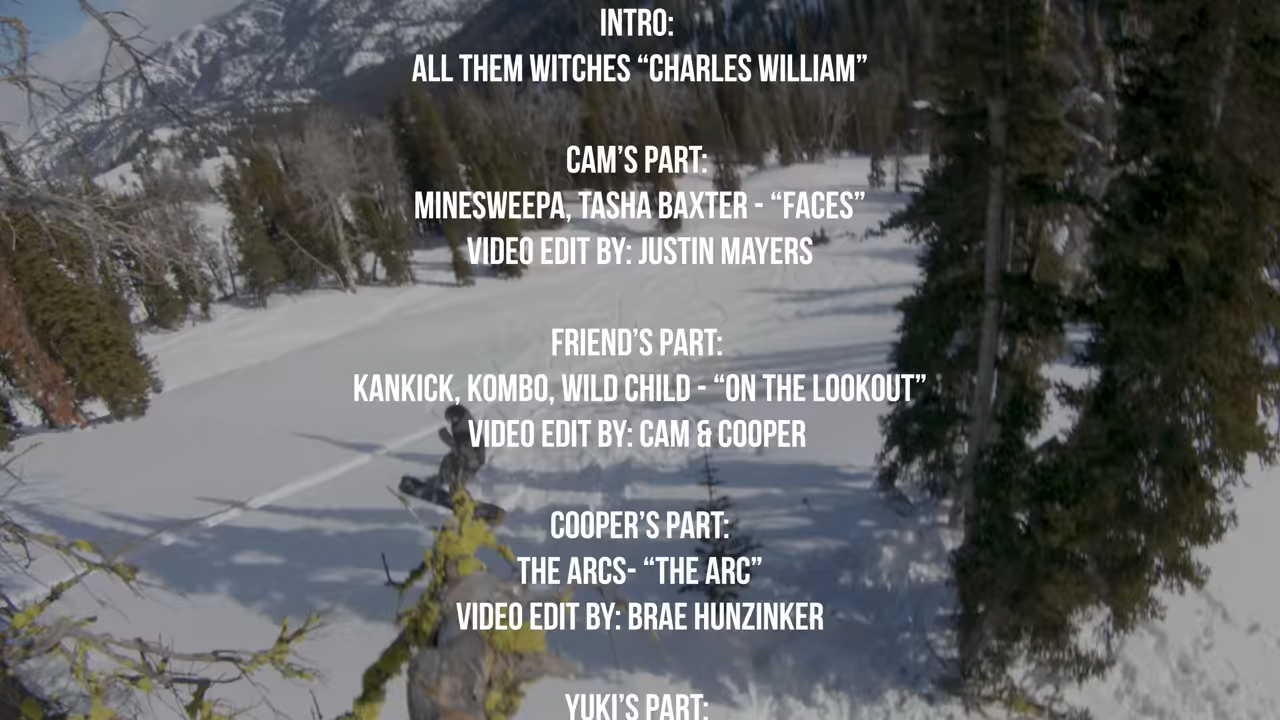 INTRO:
ALL THEM WITCHES “CHARLES WILLIAM”
CAM’S PART:
MINESWEEPA, TASHA BAXTER - “FACES”
VIDEO EDIT BY: JUSTIN MAYERS
FRIEND’S PART:
KANKICK, KOMBO, WILD CHILD - “ON THE LOOKOUT”
VIDEO EDIT BY: CAM & COOPER
COOPER’S PART:
THE ARCS- “THE ARC”
VIDEO EDIT BY: BRAE HUNZINKER
YUKI’S PART: